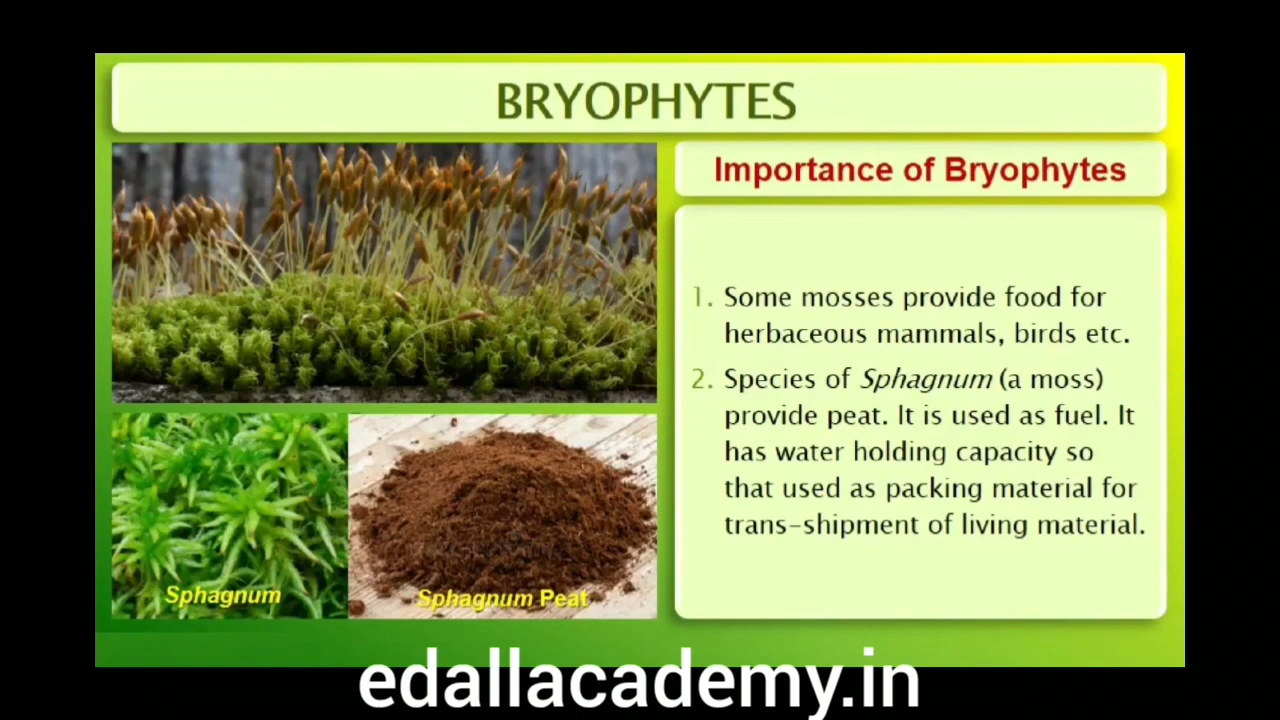 BRYOPHYTES
Importance of Bryophytes
1. Some mosses provide food for
herbaceous mammals, birds etc.
2. Species of Sphagnum (a moss)
provide peat. It is used as fuel. It
has water holding capacity so
that used as packing material for
trans-shipment of living material.
Sphagnum
Sphagnum Peat
edallacademy.in